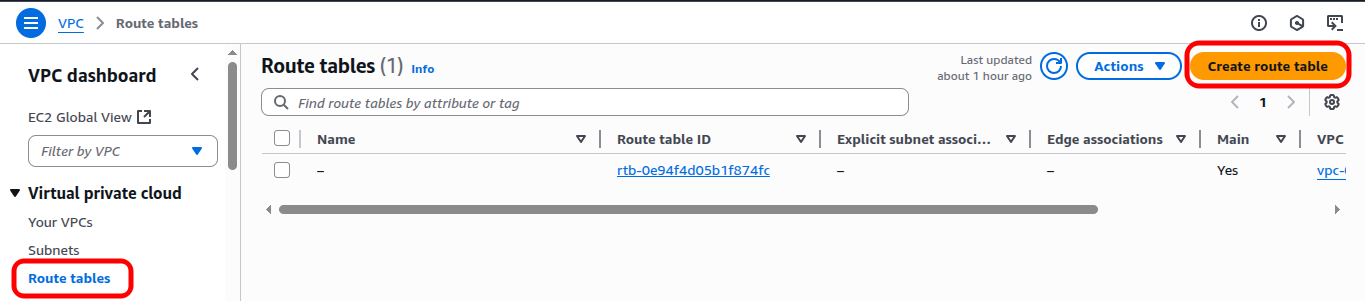 VPC Route tables
VPC dashboard
EC2 Global View
Filter by VPC
Virtual private cloud
Your VPCs
Subnets
Route tables
Route tables (1) Info
Last updated
about 1 hour ago
Actions
Create route table
Find route tables by attribute or tag
1
Name Route table ID Explicit subnet associ... Edge associations Main VPC
– rtb-0e94f4d05b1f874fc – – Yes vpc-